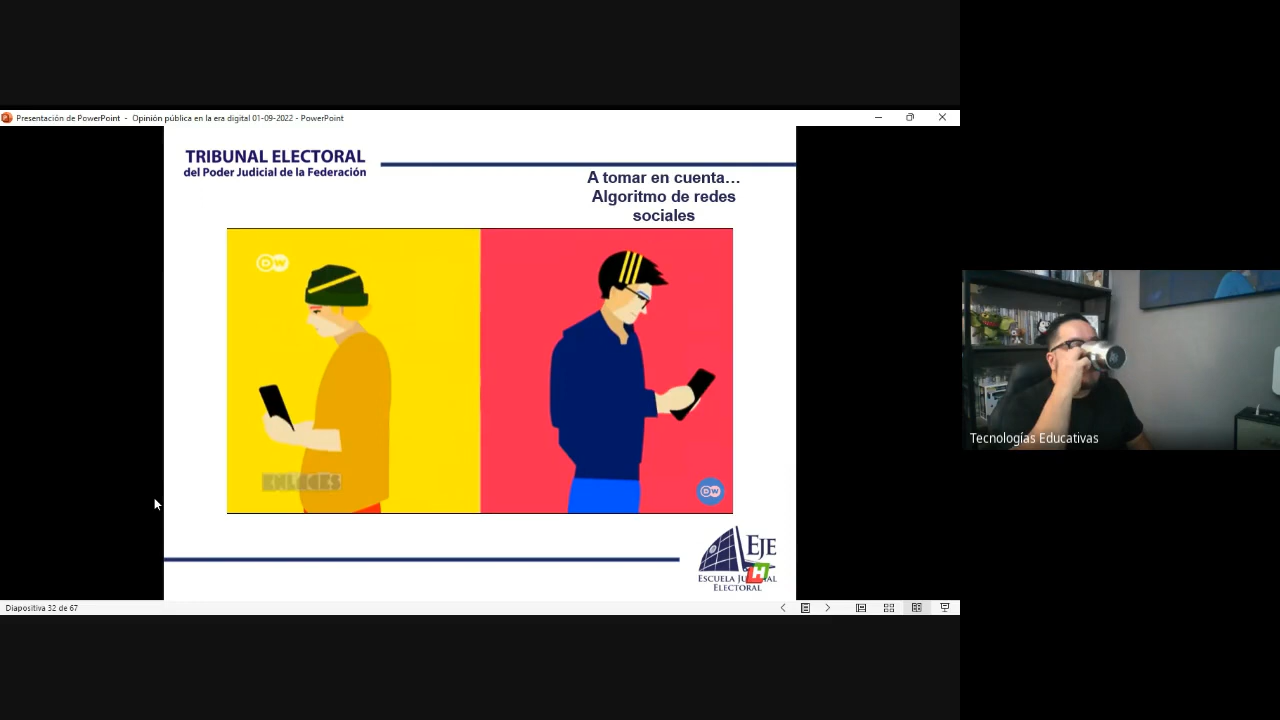 Presentación de PowerPoint - Opinión pública en la era digital 01-09-2022 - PowerPoint
TRIBUNAL ELECTORAL
del Poder Judicial de la Federación
A tomar en cuenta…
Algoritmo de redes
sociales
DW
ENLACES
DW
EJE
ESCUELA JUDICIAL
ELECTORAL
H
Tecnologías Educativas
Diapositiva 32 de 67